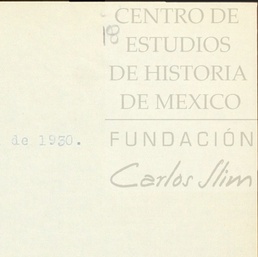 CENTRO DE
18
ESTUDIOS
DE HISTORIA
DE MEXICO
de 1930.
FUNDACIÓN
Carlos Slim